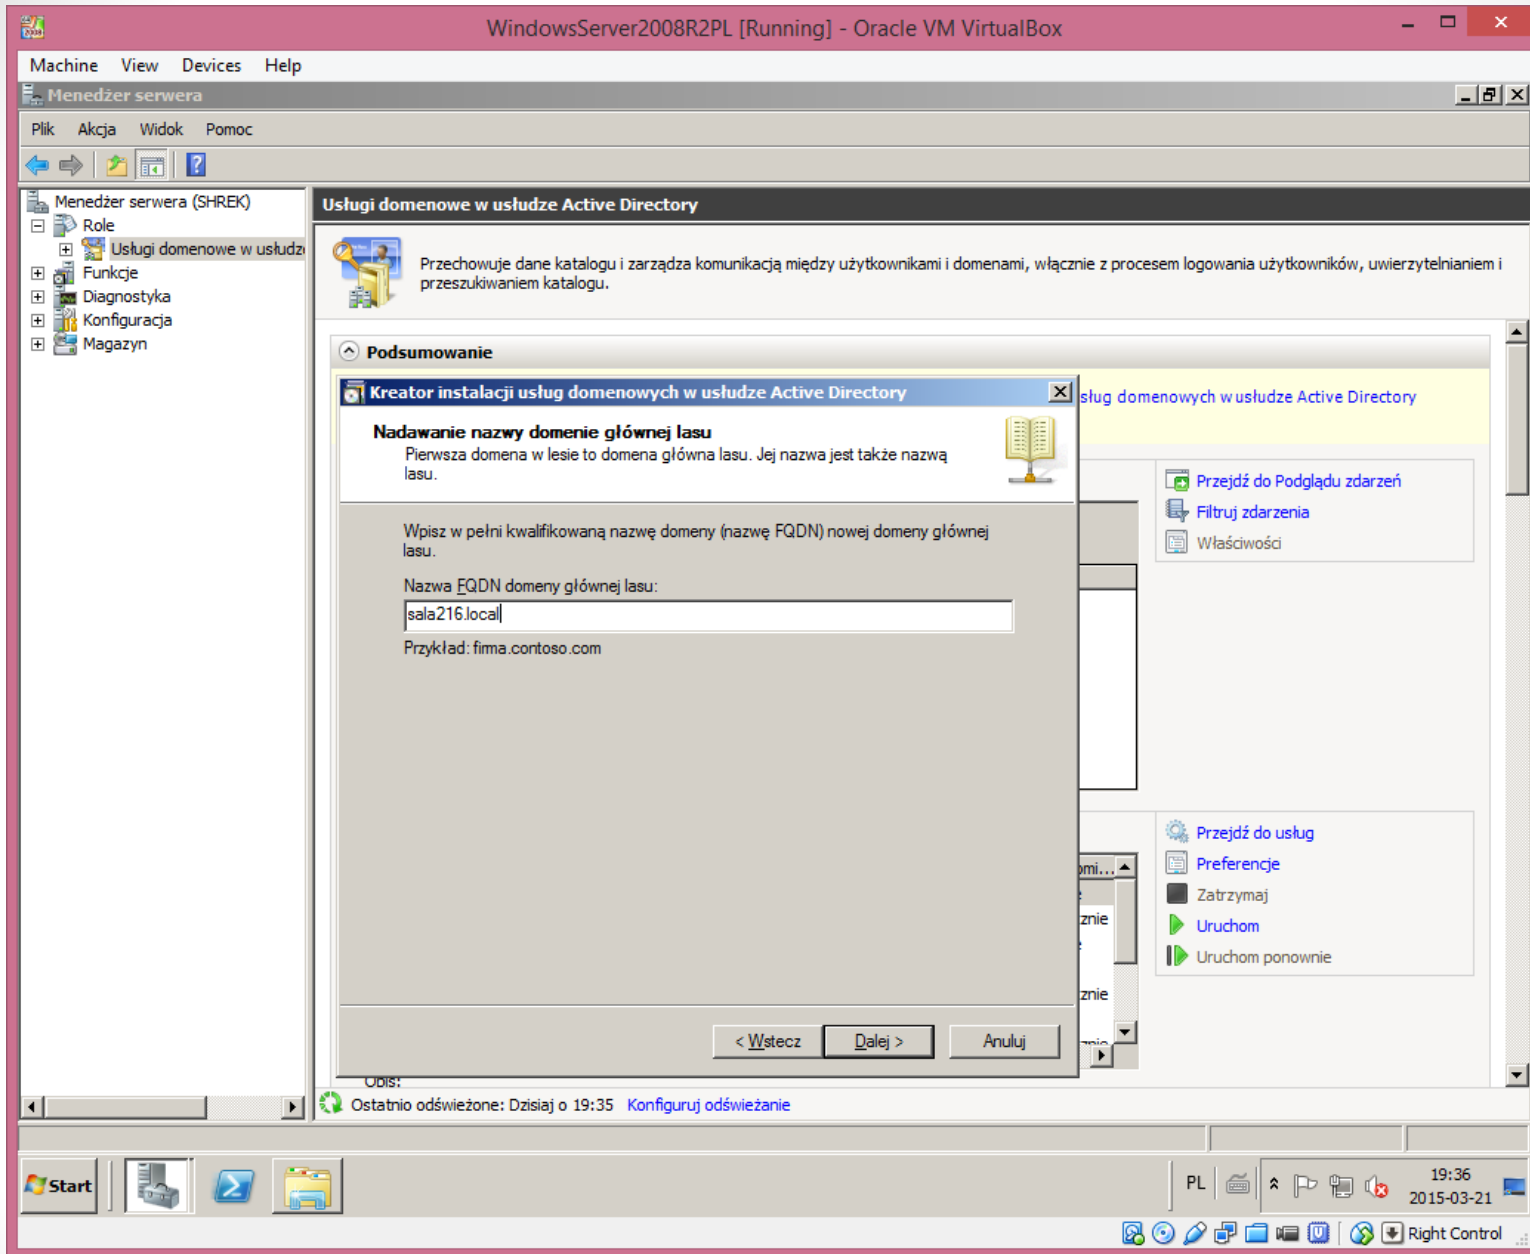 WindowsServer2008R2PL [Running] - Oracle VM VirtualBox
Machine View Devices Help
Menedżer serwera
Plik Akcja Widok Pomoc
Menedżer serwera (SHREK)
Role
Usługi domenowe w usłudze
Funkcje
Diagnostyka
Konfiguracja
Magazyn
Usługi domenowe w usłudze Active Directory
Przechowuje dane katalogu i zarządza komunikacją między użytkownikami i domenami, włącznie z procesem logowania użytkowników, uwierzytelnianiem i
przeszukiwaniem katalogu.
Podsumowanie
sług domenowych w usłudze Active Directory
Kreator instalacji usług domenowych w usłudze Active Directory
Nadawanie nazwy domenie głównej lasu
Pierwsza domena w lesie to domena główna lasu. Jej nazwa jest także nazwą
lasu.
Wpisz w pełni kwalifikowaną nazwę domeny (nazwę FQDN) nowej domeny głównej
lasu.
Nazwa FQDN domeny głównej lasu:
sala216.local
Przykład: firma.contoso.com
< Wstecz Dalej > Anuluj
Przejdź do Podglądu zdarzeń
Filtruj zdarzenia
Właściwości
Przejdź do usług
Preferencje
Zatrzymaj
Uruchom
Uruchom ponownie
omi...
znie
znie
Opis:
Ostatnio odświeżone: Dzisiaj o 19:35 Konfiguruj odświeżanie
Start
PL
19:36
2015-03-21
Right Control